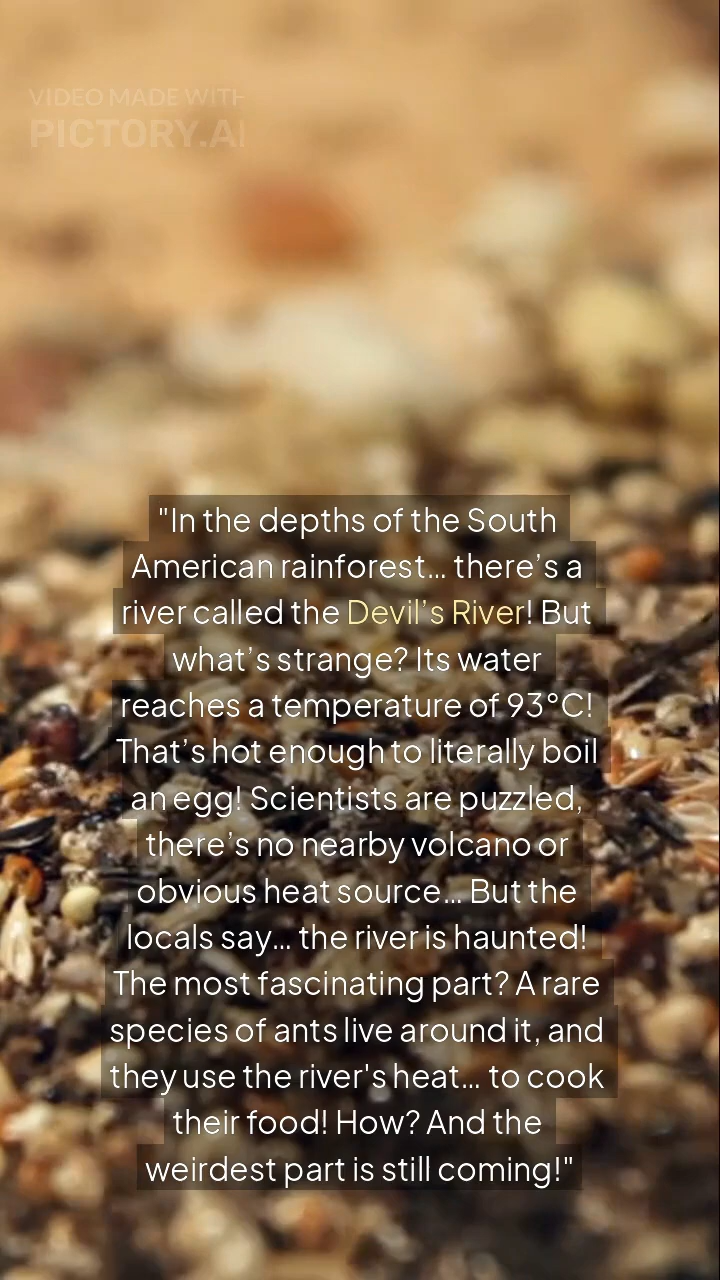 VIDEO MADE WITH
PICTORY.AI
"In the depths of the South
American rainforest... there’s a
river called the Devil’s River! But
what’s strange? Its water
reaches a temperature of 93°C!
That’s hot enough to literally boil
an egg! Scientists are puzzled,
there’s no nearby volcano or
obvious heat source... But the
locals say... the river is haunted!
The most fascinating part? A rare
species of ants live around it, and
they use the river's heat... to cook
their food! How? And the
weirdest part is still coming!"